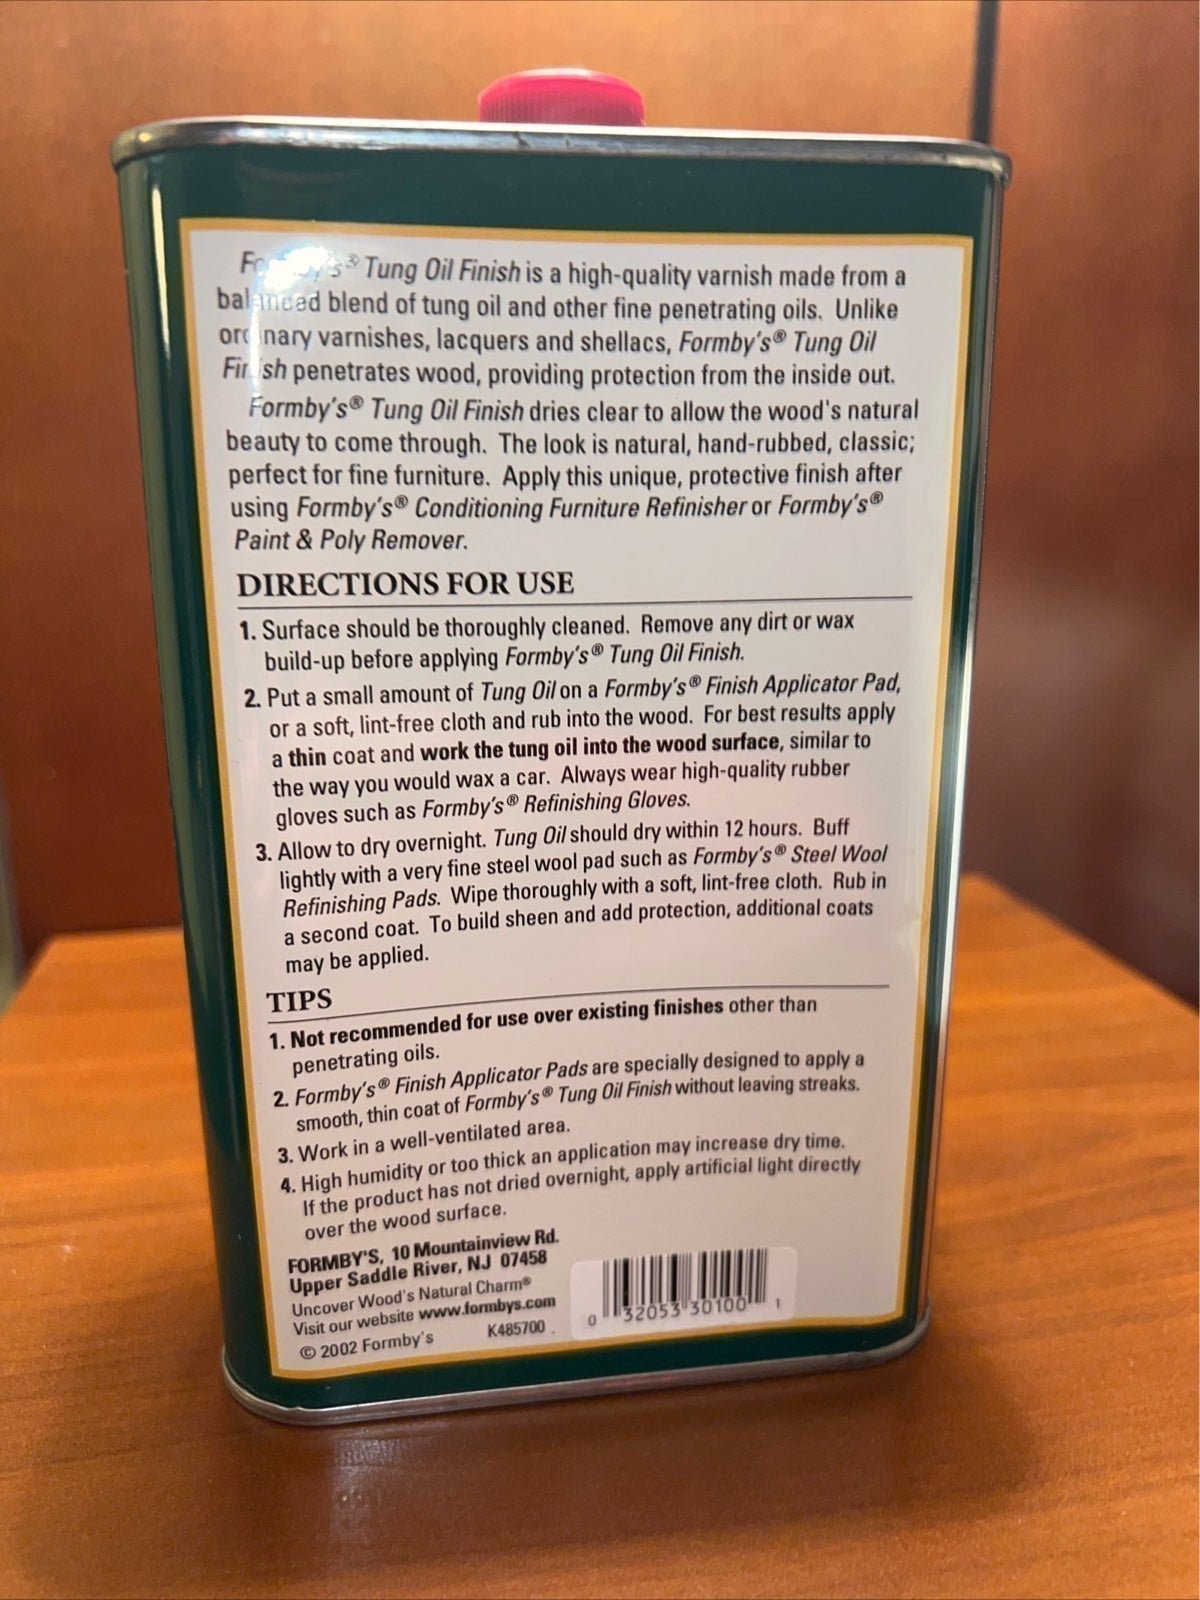 Formby's® Tung Oil Finish is a high-quality varnish made from a
balanced blend of tung oil and other fine penetrating oils. Unlike
ordinary varnishes, lacquers and shellacs, Formby's® Tung Oil
Finish penetrates wood, providing protection from the inside out.
Formby's® Tung Oil Finish dries clear to allow the wood's natural
beauty to come through. The look is natural, hand-rubbed, classic;
perfect for fine furniture. Apply this unique, protective finish after
using Formby's® Conditioning Furniture Refinisher or Formby's®
Paint & Poly Remover.
DIRECTIONS FOR USE
1. Surface should be thoroughly cleaned. Remove any dirt or wax
build-up before applying Formby's® Tung Oil Finish.
2. Put a small amount of Tung Oil on a Formby's® Finish Applicator Pad,
or a soft, lint-free cloth and rub into the wood. For best results apply
a thin coat and work the tung oil into the wood surface, similar to
the way you would wax a car. Always wear high-quality rubber
gloves such as Formby's® Refinishing Gloves.
3. Allow to dry overnight. Tung Oil should dry within 12 hours. Buff
lightly with a very fine steel wool pad such as Formby's® Steel Wool
Refinishing Pads. Wipe thoroughly with a soft, lint-free cloth. Rub in
a second coat. To build sheen and add protection, additional coats
may be applied.
TIPS
1. Not recommended for use over existing finishes other than
penetrating oils.
2. Formby's® Finish Applicator Pads are specially designed to apply a
smooth, thin coat of Formby's® Tung Oil Finish without leaving streaks.
3. Work in a well-ventilated area.
4. High humidity or too thick an application may increase dry time.
If the product has not dried overnight, apply artificial light directly
over the wood surface.
FORMBY'S, 10 Mountainview Rd.
Upper Saddle River, NJ 07458
Uncover Wood's Natural Charm®
Visit our website www.formbys.com
© 2002 Formby's K485700
0 32053 30100 1